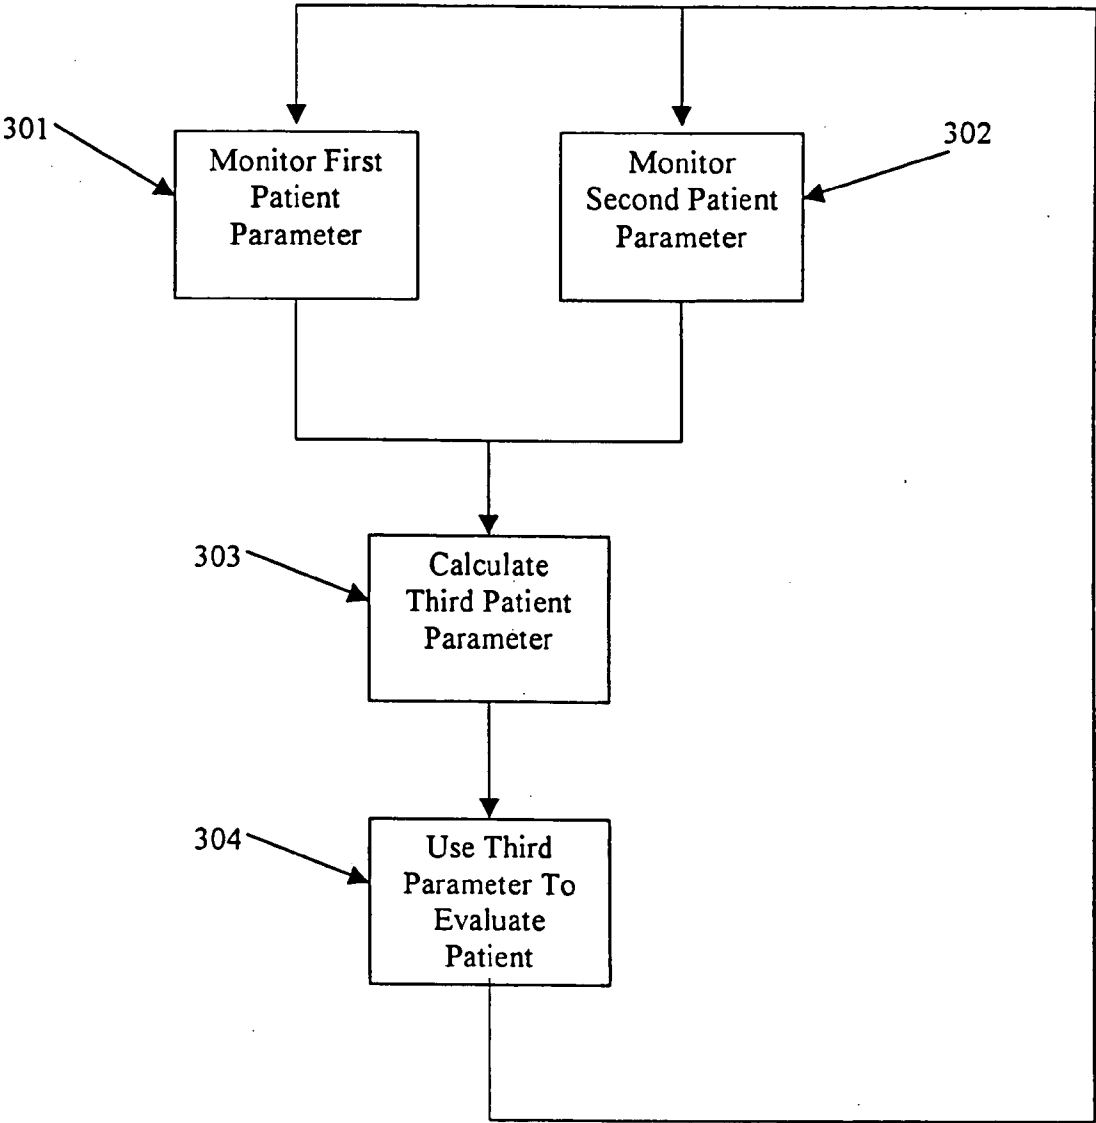 301
Monitor First
Patient
Parameter
302
Monitor
Second Patient
Parameter
303
Calculate
Third Patient
Parameter
304
Use Third
Parameter To
Evaluate
Patient